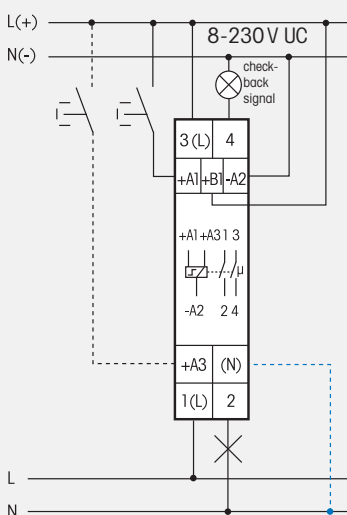 L(+)
8-230 V UC
N(-)
check-
back
signal
3 (L) 4
+A1 +B1 -A2
+A1 +A3 1 3
µ
-A2 2 4
+A3 (N)
1 (L) 2
L
N